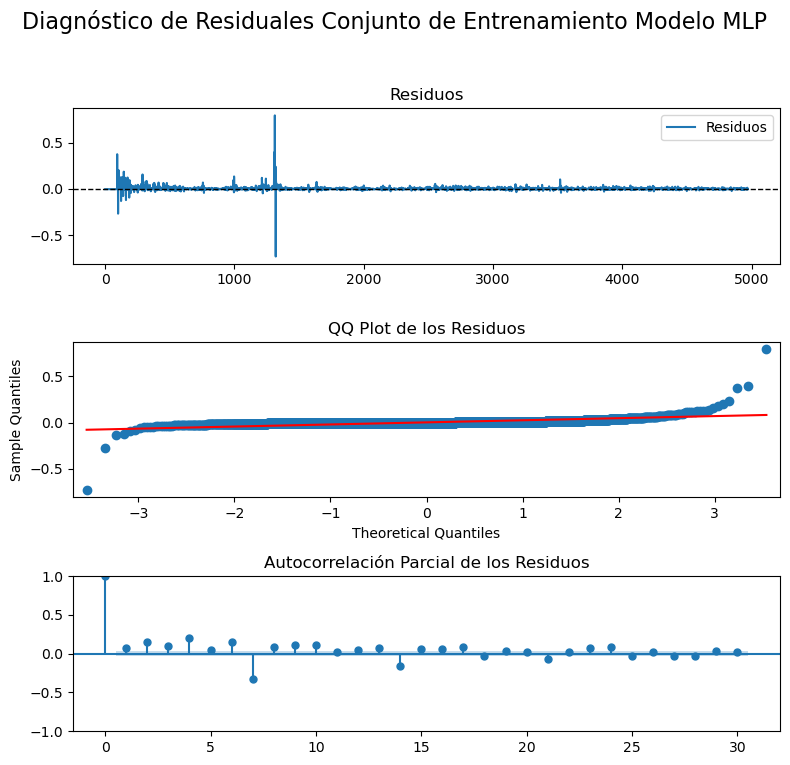 Diagnóstico de Residuales Conjunto de Entrenamiento Modelo MLP
Residuos
Residuos
0.5
0.0
−0.5
0 1000 2000 3000 4000 5000
QQ Plot de los Residuos
Sample Quantiles
0.5
0.0
−0.5
−3 −2 −1 0 1 2 3
Theoretical Quantiles
Autocorrelación Parcial de los Residuos
1.0
0.5
0.0
−0.5
−1.0
0 5 10 15 20 25 30